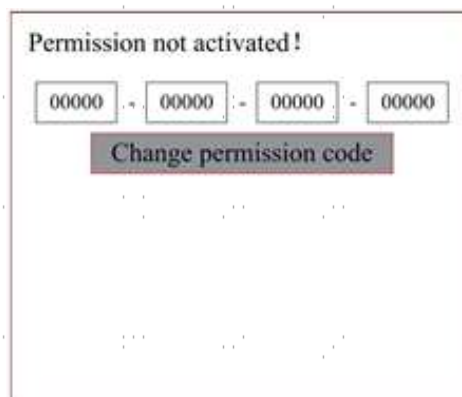 Permission not activated!
00000 - 00000 - 00000 - 00000
Change permission code